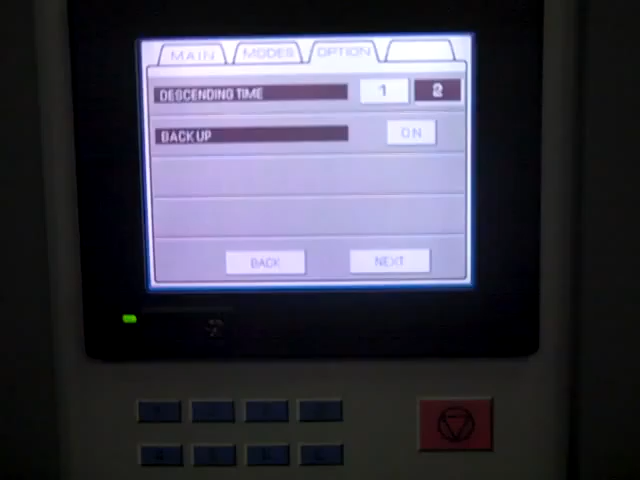 MAIN MODES OPTION
DESCENDING TIME 1 2
BACK UP ON
BACK NEXT